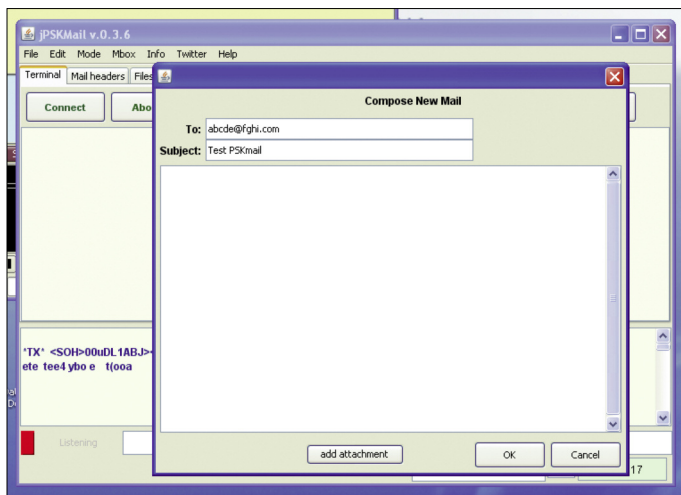 jPSKMail v.0.3.6
File Edit Mode Mbox Info Twitter Help
Terminal Mail headers Files
Connect
Compose New Mail
To: abcde@fghi.com
Subject: Test PSKmail
*TX* <SOH>00uDL1ABJ>
ete tee4 ybo e t(ooa
Listening
add attachment OK Cancel
17